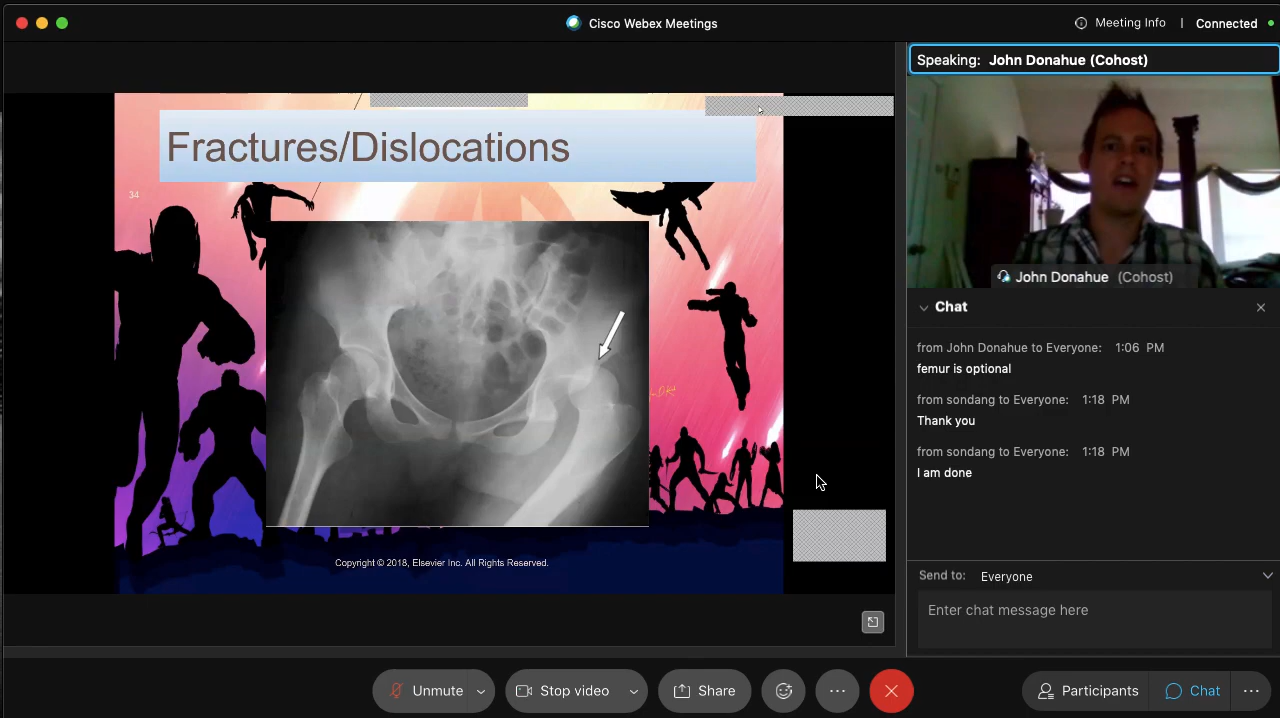 Cisco Webex Meetings
Meeting Info | Connected
Speaking: John Donahue (Cohost)
Fractures/Dislocations
34
John Donahue (Cohost)
Chat
from John Donahue to Everyone: 1:06 PM
femur is optional
from sondang to Everyone: 1:18 PM
Thank you
from sondang to Everyone: 1:18 PM
I am done
Copyright © 2018, Elsevier Inc. All Rights Reserved.
Send to: Everyone
Enter chat message here
Unmute
Stop video
Share
Participants
Chat